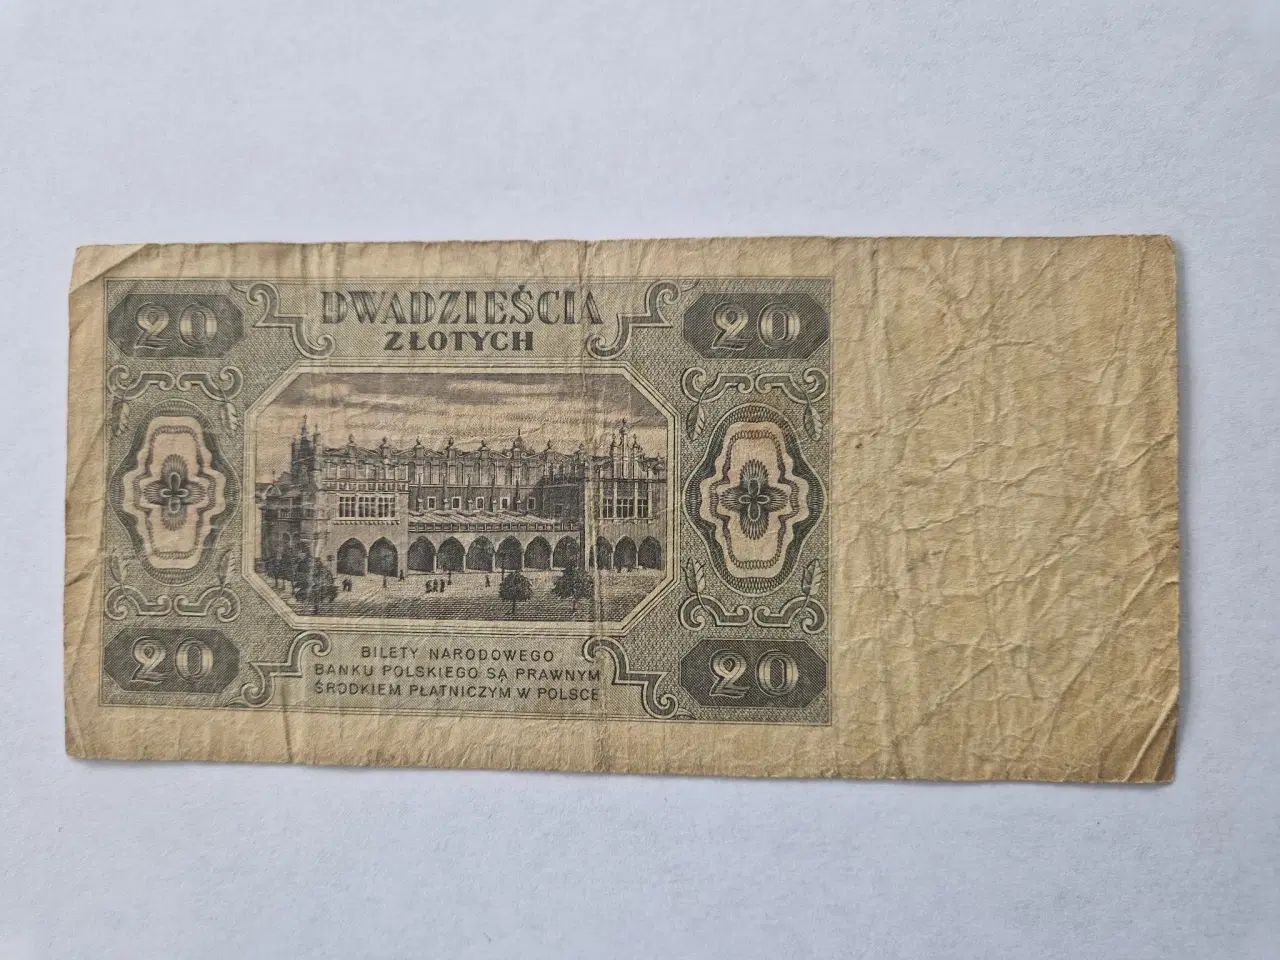 20 DWADZIEŚCIA 20
ZŁOTYCH
20 BILETY NARODOWEGO 20
BANKU POLSKIEGO SĄ PRAWNYM
ŚRODKIEM PŁATNICZYM W POLSCE